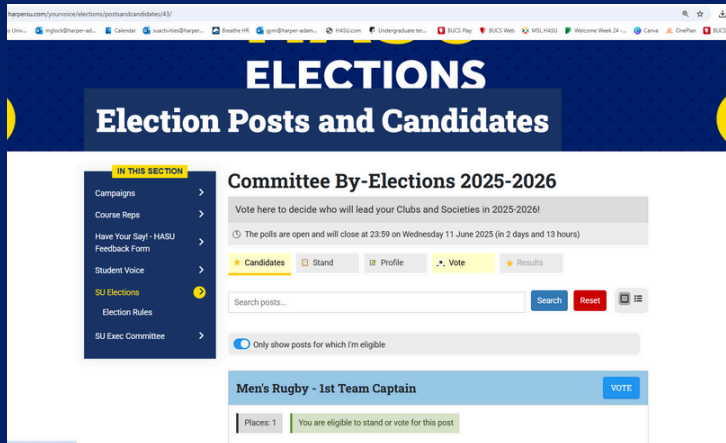 harpersu.com/yourvoice/elections/postsandcandidates/43/
s Univ... mglock@harper-ad... Calendar suactivities@harpe... Breathe HR gym@harper-adam... HASU.com Undergraduate ter... BUCS Play BUCS Web MSL HASU Welcome Week 24 -... Canva OnePlan BUCS
ELECTIONS
Election Posts and Candidates
IN THIS SECTION
Campaigns
Course Reps
Have Your Say! - HASU
Feedback Form
Student Voice
SU Elections
Election Rules
SU Exec Committee
Committee By-Elections 2025-2026
Vote here to decide who will lead your Clubs and Societies in 2025-2026!
The polls are open and will close at 23:59 on Wednesday 11 June 2025 (in 2 days and 13 hours)
Candidates Stand Profile Vote Results
Search posts... Search Reset
Only show posts for which I'm eligible
Men's Rugby - 1st Team Captain VOTE
Places: 1 You are eligible to stand or vote for this post